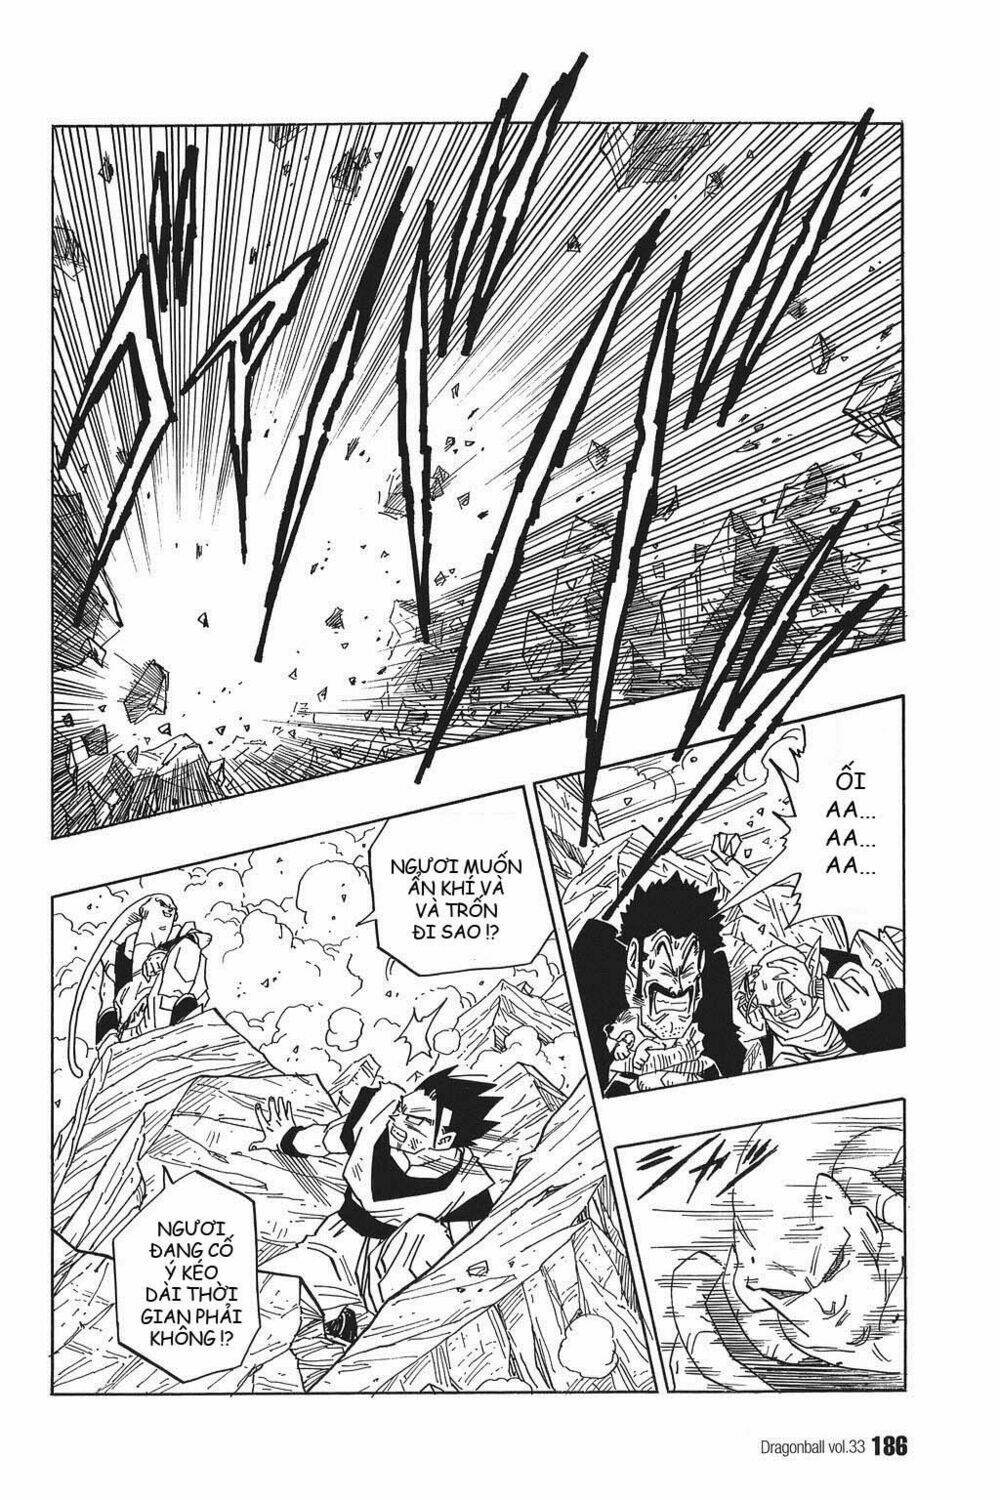 ỐI
AA...
AA...
AA...
NGƯƠI MUỐN
ẨN KHÍ VÀ
VÀ TRỐN
ĐI SAO !?
NGƯƠI
ĐANG CỐ
Ý KÉO
DÀI THỜI
GIAN PHẢI
KHÔNG !?
Dragonball vol.33 186